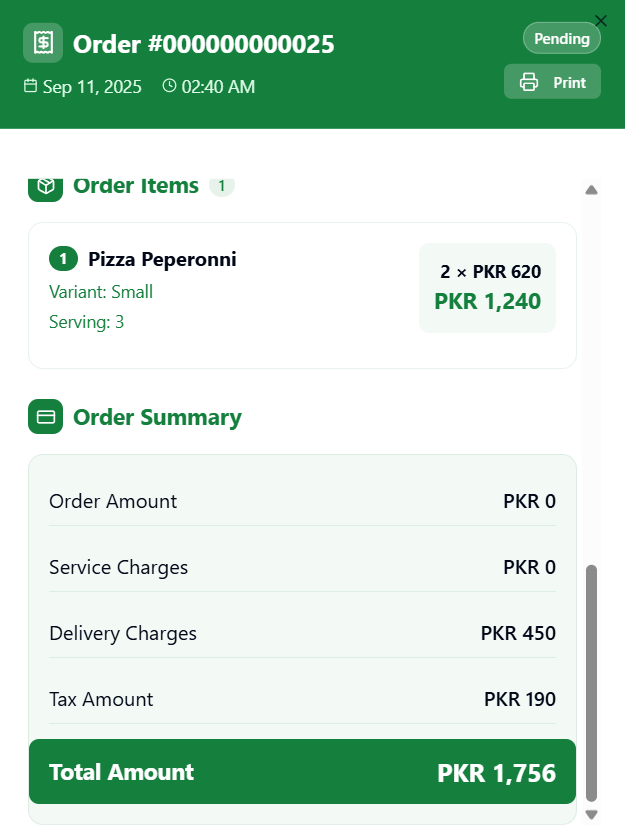 Order #000000000025
Pending
Sep 11, 2025 02:40 AM
Print
Order Items 1
1 Pizza Peperonni
2 × PKR 620
Variant: Small
PKR 1,240
Serving: 3
Order Summary
Order Amount PKR 0
Service Charges PKR 0
Delivery Charges PKR 450
Tax Amount PKR 190
Total Amount PKR 1,756